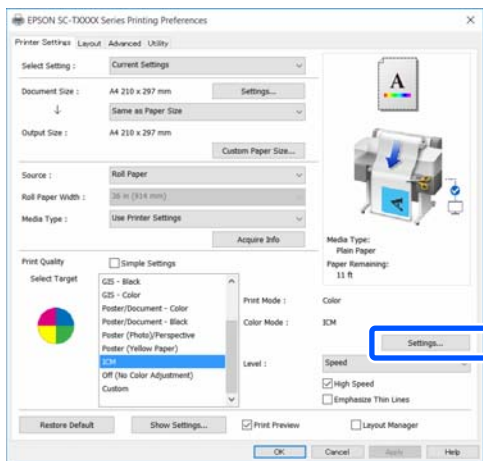 EPSON SC-TXXXX Series Printing Preferences
Printer Settings Layout Advanced Utility
Select Setting : Current Settings
Document Size : A4 210 x 297 mm Settings...
Same as Paper Size
Output Size : A4 210 x 297 mm
Custom Paper Size...
Source : Roll Paper
Roll Paper Width : 36 in (914 mm)
Media Type : Use Printer Settings
Acquire Info
A
Media Type:
Plain Paper
Paper Remaining:
11 ft
Print Quality Simple Settings
Select Target
GIS - Black
GIS - Color
Poster/Document - Color
Poster/Document - Black
Poster (Photo)/Perspective
Poster (Yellow Paper)
ICM
Off (No Color Adjustment)
Custom
Print Mode : Color
Color Mode : ICM
Settings...
Level : Speed
High Speed
Emphasize Thin Lines
Restore Default Show Settings... Print Preview Layout Manager
OK Cancel Apply Help